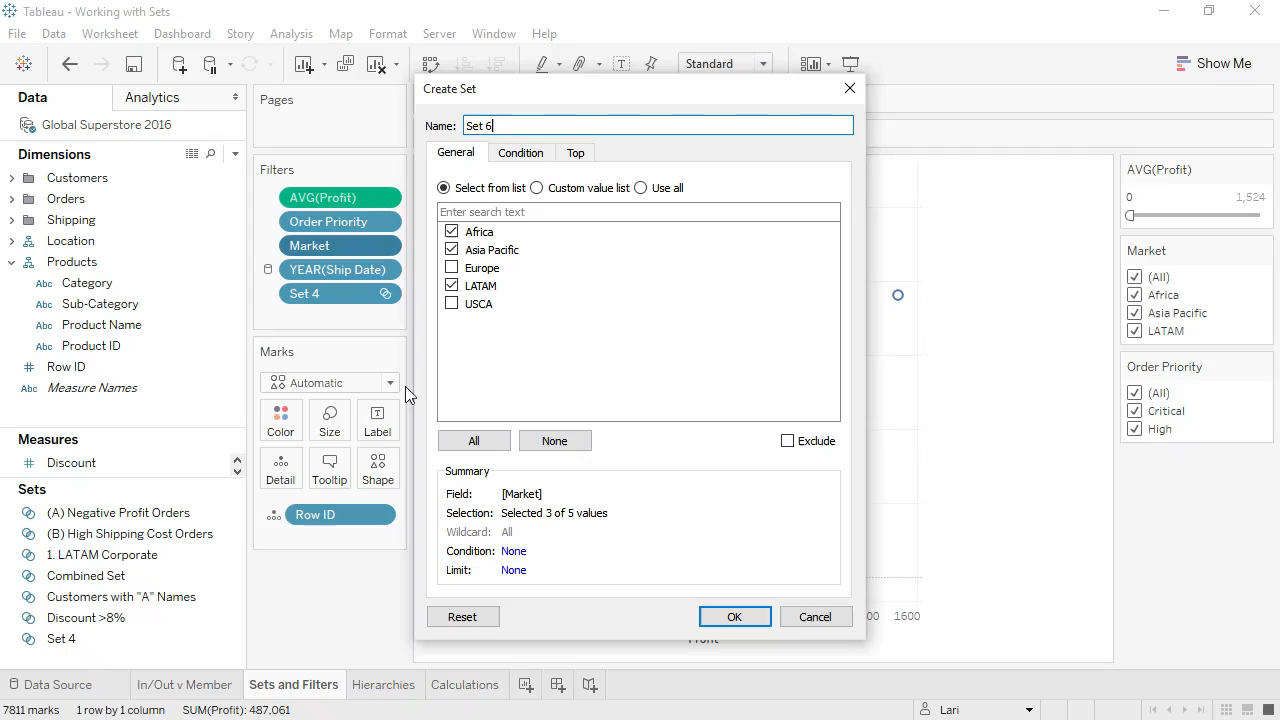 Tableau - Working with Sets
File Data Worksheet Dashboard Story Analysis Map Format Server Window Help
Standard
Show Me
Data Analytics
Global Superstore 2016
Dimensions
Customers
Orders
Shipping
Location
Products
Abc Category
Abc Sub-Category
Abc Product Name
Abc Product ID
# Row ID
Abc Measure Names
Measures
# Discount
Sets
(A) Negative Profit Orders
(B) High Shipping Cost Orders
1. LATAM Corporate
Combined Set
Customers with "A" Names
Discount >8%
Set 4
Pages
Filters
AVG(Profit)
Order Priority
Market
YEAR(Ship Date)
Set 4
Marks
Automatic
Color Size Label
Detail Tooltip Shape
Row ID
Create Set
Name: Set 6
General Condition Top
Select from list Custom value list Use all
Enter search text
Africa
Asia Pacific
Europe
LATAM
USCA
All None Exclude
Summary
Field: [Market]
Selection: Selected 3 of 5 values
Wildcard: All
Condition: None
Limit: None
Reset OK Cancel
00 1600
Profit
AVG(Profit)
0 1,524
Market
(All)
Africa
Asia Pacific
LATAM
Order Priority
(All)
Critical
High
Data Source In/Out v Member Sets and Filters Hierarchies Calculations
7811 marks 1 row by 1 column SUM(Profit): 487,061 Lari